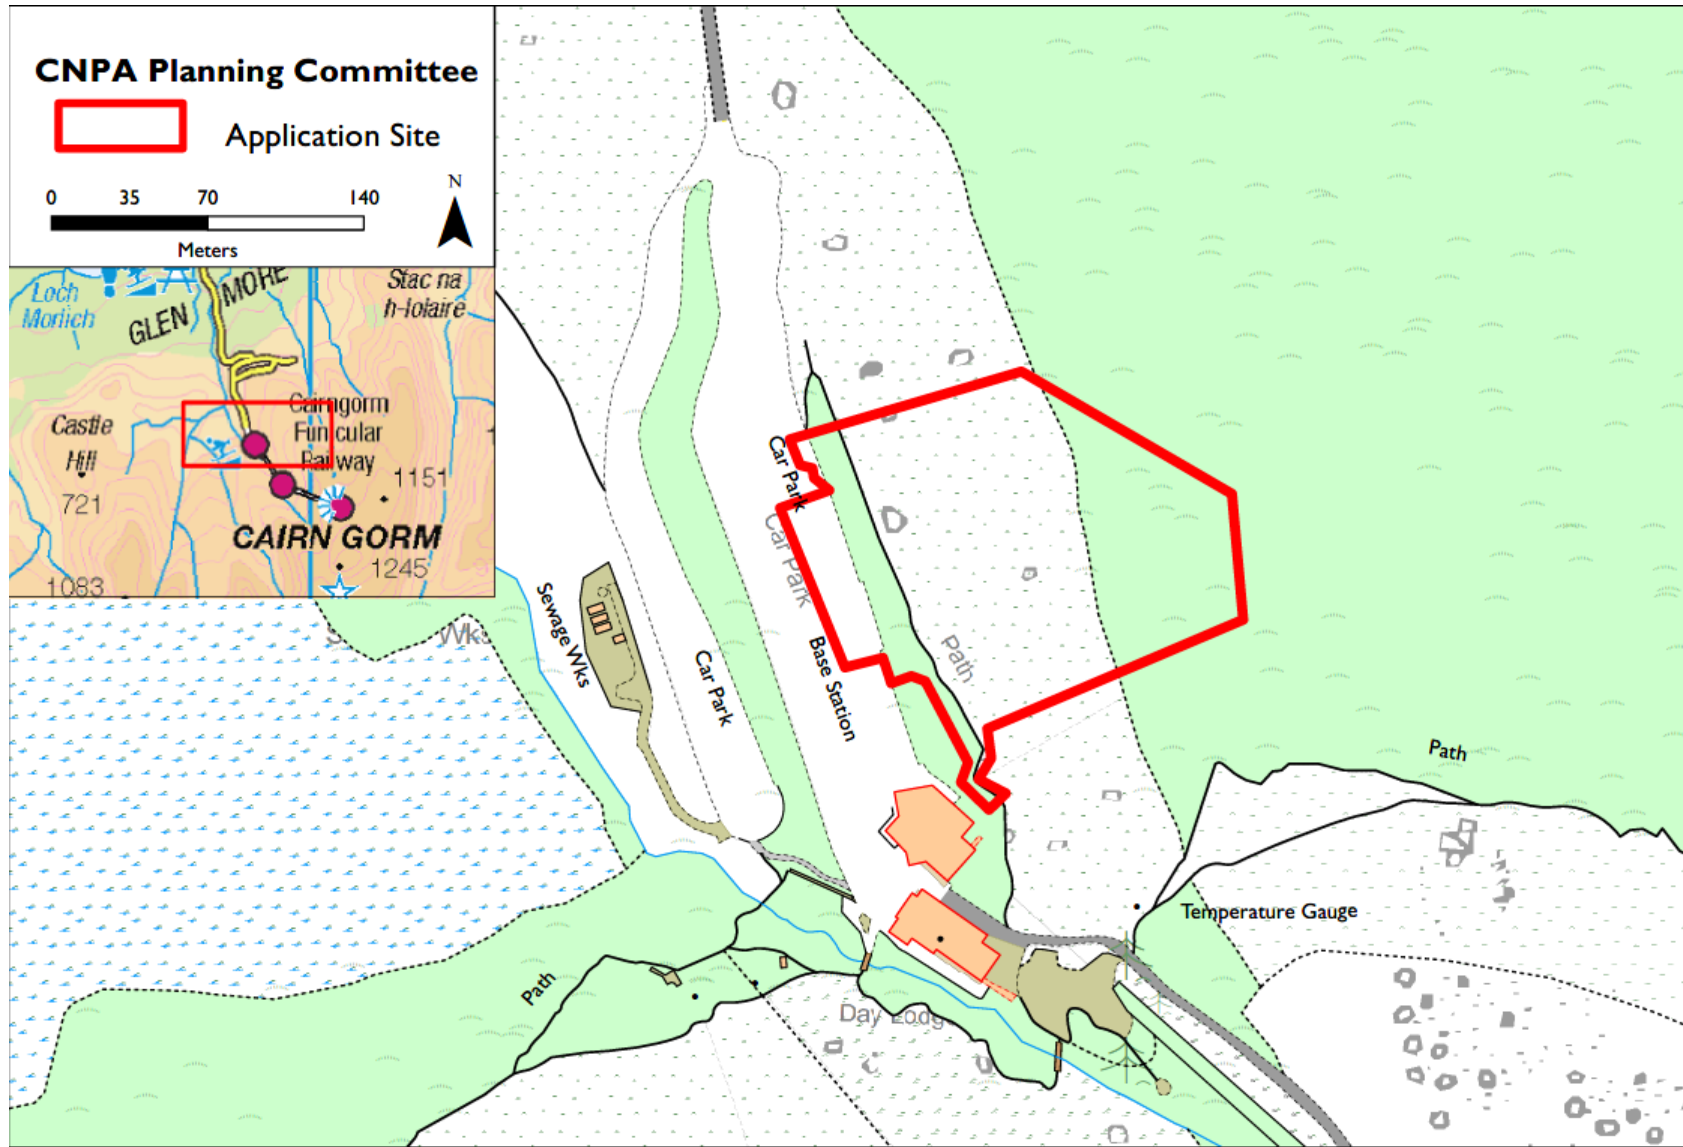 CNPA Planning Committee
Application Site
0 35 70 140
Meters
N
Loch
Morlich
GLEN MORE
Stac na
h-Iolaire
Castle
Hill
721
Cairngorm
Funicular
Railway
1151
CAIRN GORM
1245
1083
Car Park
Car Park
Path
Base Station
Car Park
Sewage Wks
Wks
Path
Temperature Gauge
Path
Day Lodge